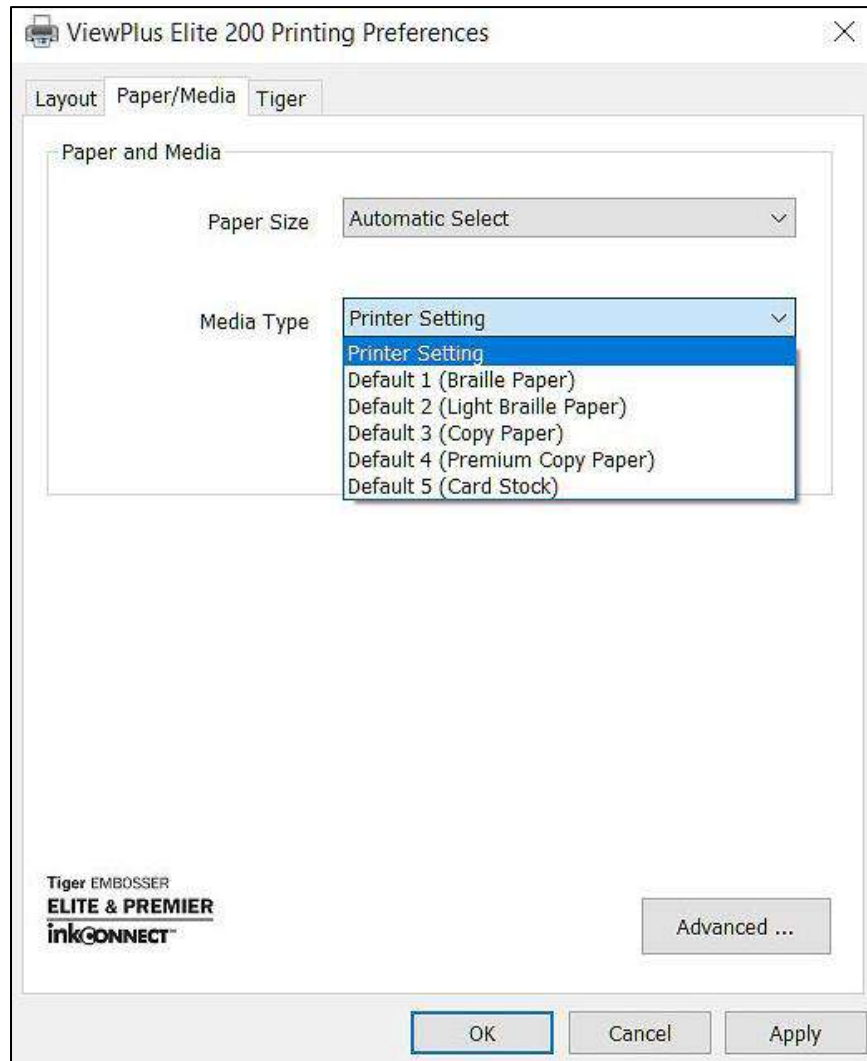 ViewPlus Elite 200 Printing Preferences
Layout Paper/Media Tiger
Paper and Media
Paper Size Automatic Select
Media Type Printer Setting
Printer Setting
Default 1 (Braille Paper)
Default 2 (Light Braille Paper)
Default 3 (Copy Paper)
Default 4 (Premium Copy Paper)
Default 5 (Card Stock)
Tiger EMBOSSER
ELITE & PREMIER
inkCONNECT™
Advanced ...
OK Cancel Apply